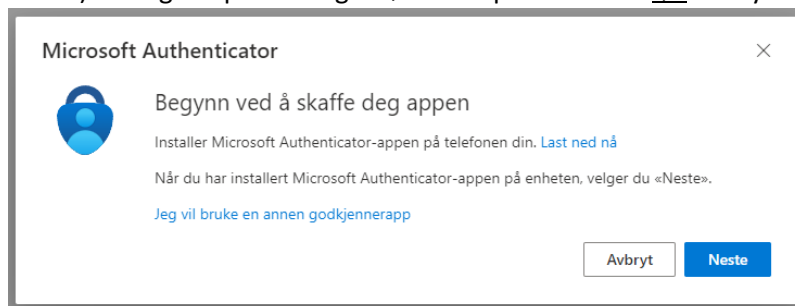 Microsoft Authenticator
Begynn ved å skaffe deg appen
Installer Microsoft Authenticator-appen på telefonen din. Last ned nå
Når du har installert Microsoft Authenticator-appen på enheten, velger du «Neste».
Jeg vil bruke en annen godkjennerapp
Avbryt Neste